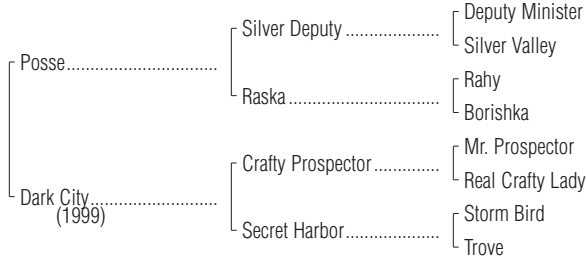 Deputy Minister
Silver Deputy ....................
Silver Valley
Posse................................
Rahy
Raska................................
Borishka
Mr. Prospector
Crafty Prospector..............
Real Crafty Lady
Dark City..........................
(1999)
Storm Bird
Secret Harbor....................
Trove